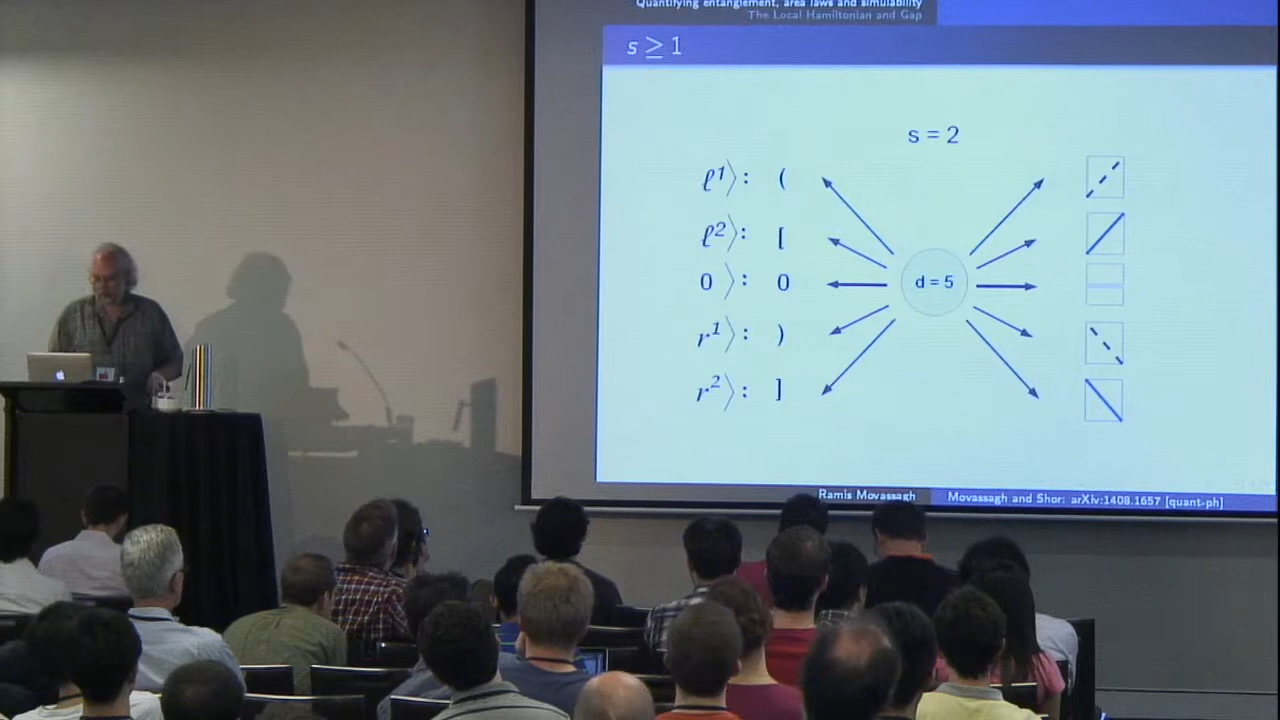 Quantifying entanglement, area laws and simulability
The Local Hamiltonian and Gap
s ≥ 1
s = 2
ℓ¹⟩: (
ℓ²⟩: [
0⟩: 0
d = 5
r¹⟩: )
r²⟩: ]
Ramis Movassagh
Movassagh and Shor: arXiv:1408.1657 [quant-ph]